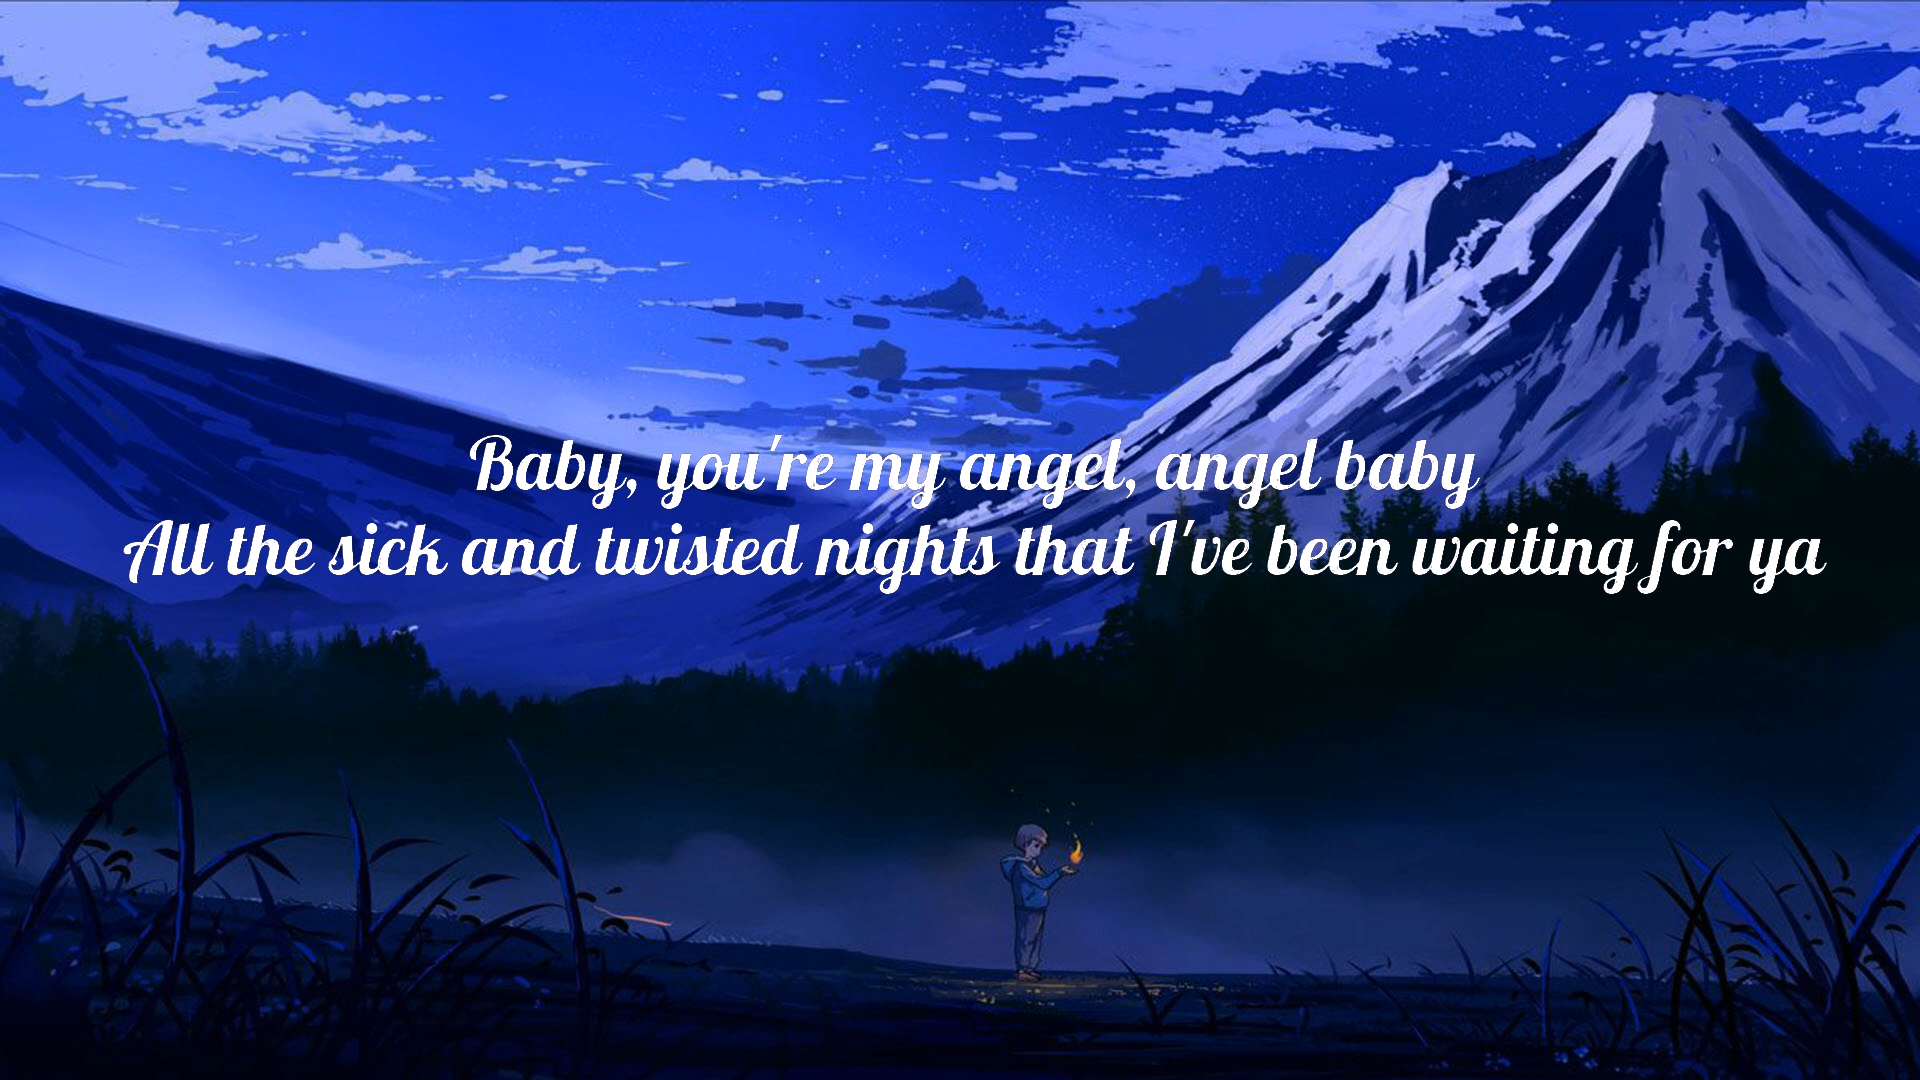 Baby, you're my angel, angel baby
All the sick and twisted nights that I've been waiting for ya